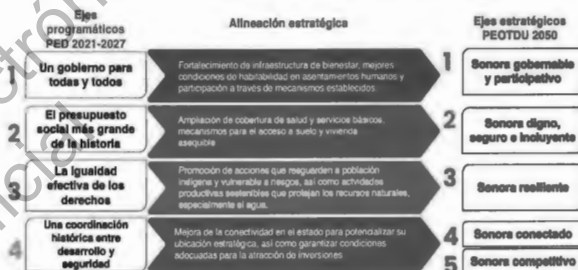 Ejes
programáticos
PED 2021-2027
Alineación estratégica
Ejes estratégicos
PEOTDU 2050
1
Un gobierno para
todas y todos
Fortalecimiento de infraestructura de bienestar, mejores
condiciones de habitabilidad en asentamientos humanos y
participación a través de mecanismos establecidos
1
Sonora gobernable
y participativo
2
El presupuesto
social más grande
de la historia
Ampliación de cobertura de salud y servicios básicos,
mecanismos para el acceso a suelo y vivienda
asequible
2
Sonora digno,
seguro e incluyente
3
La igualdad
efectiva de los
derechos
Promoción de acciones que resguarden a población
indígena y vulnerable a riesgos, así como actividades
productivas sostenibles que protejan los recursos naturales,
especialmente el agua.
3
Sonora resiliente
4
Una coordinación
histórica entre
desarrollo y
seguridad
Mejora de la conectividad en el estado para potencializar su
ubicación estratégica, así como garantizar condiciones
adecuadas para la atracción de inversiones
4
Sonora conectado
5
Sonora competitivo